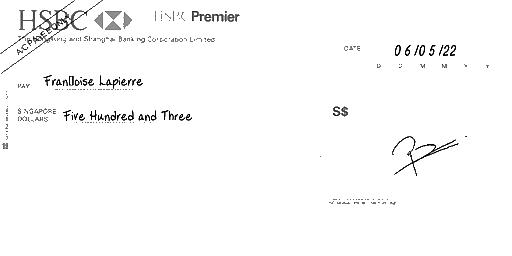 HSBC HSBC Premier
The Hongkong and Shanghai Banking Corporation Limited
AC PAYEE ONLY
DATE 06/05/22
D D M M Y Y
PAY Fran▯oise Lapierre
SINGAPORE DOLLARS Five Hundred and Three
S$